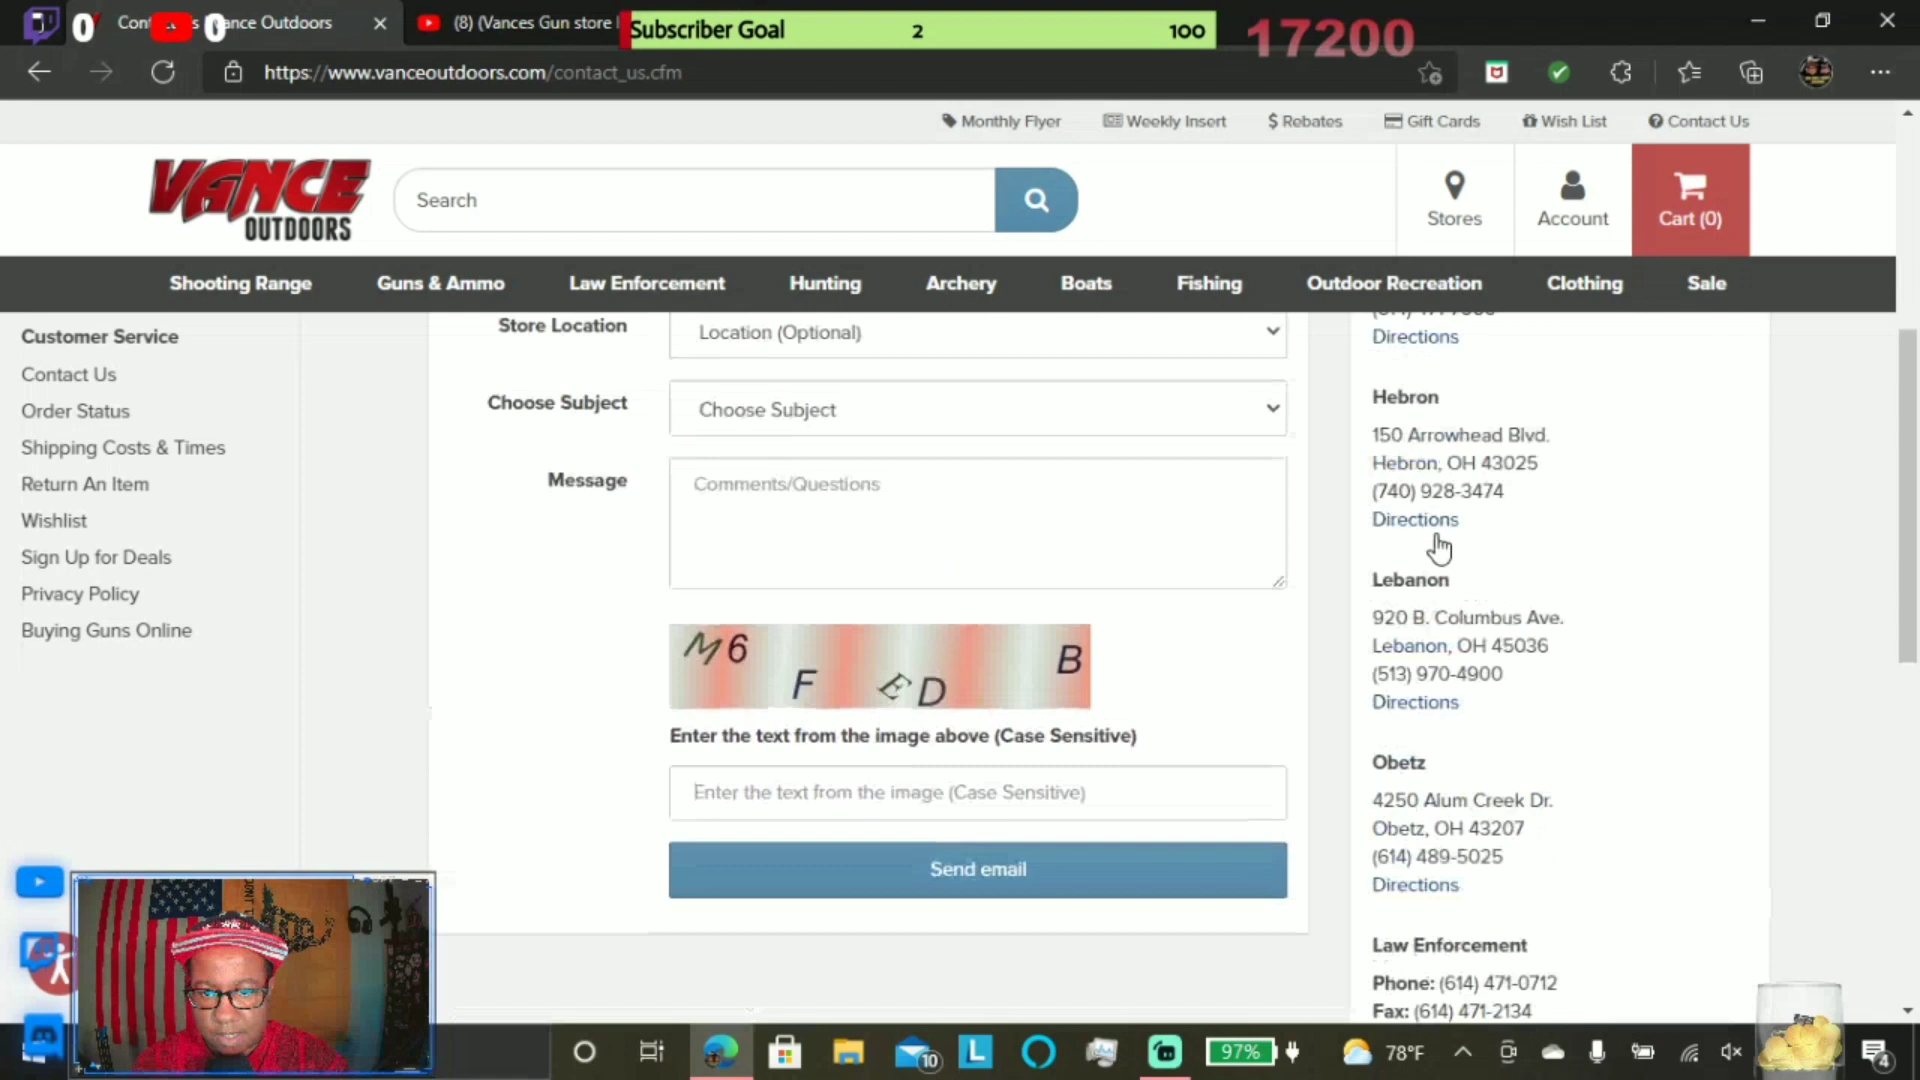 0
0
Vance Outdoors
(8) (Vances Gun store
Subscriber Goal
2
100
17200
https://www.vanceoutdoors.com/contact_us.cfm
Monthly Flyer
Weekly Insert
$ Rebates
Gift Cards
Wish List
Contact Us
VANCE
OUTDOORS
Search
Stores
Account
Cart (0)
Shooting Range
Guns & Ammo
Law Enforcement
Hunting
Archery
Boats
Fishing
Outdoor Recreation
Clothing
Sale
Customer Service
Contact Us
Order Status
Shipping Costs & Times
Return An Item
Wishlist
Sign Up for Deals
Privacy Policy
Buying Guns Online
Store Location
Location (Optional)
Choose Subject
Choose Subject
Message
Comments/Questions
M6 F E D B
Enter the text from the image above (Case Sensitive)
Enter the text from the image (Case Sensitive)
Send email
Directions
Hebron
150 Arrowhead Blvd.
Hebron, OH 43025
(740) 928-3474
Directions
Lebanon
920 B. Columbus Ave.
Lebanon, OH 45036
(513) 970-4900
Directions
Obetz
4250 Alum Creek Dr.
Obetz, OH 43207
(614) 489-5025
Directions
Law Enforcement
Phone: (614) 471-0712
Fax: (614) 471-2134
10
L
97%
78°F
4